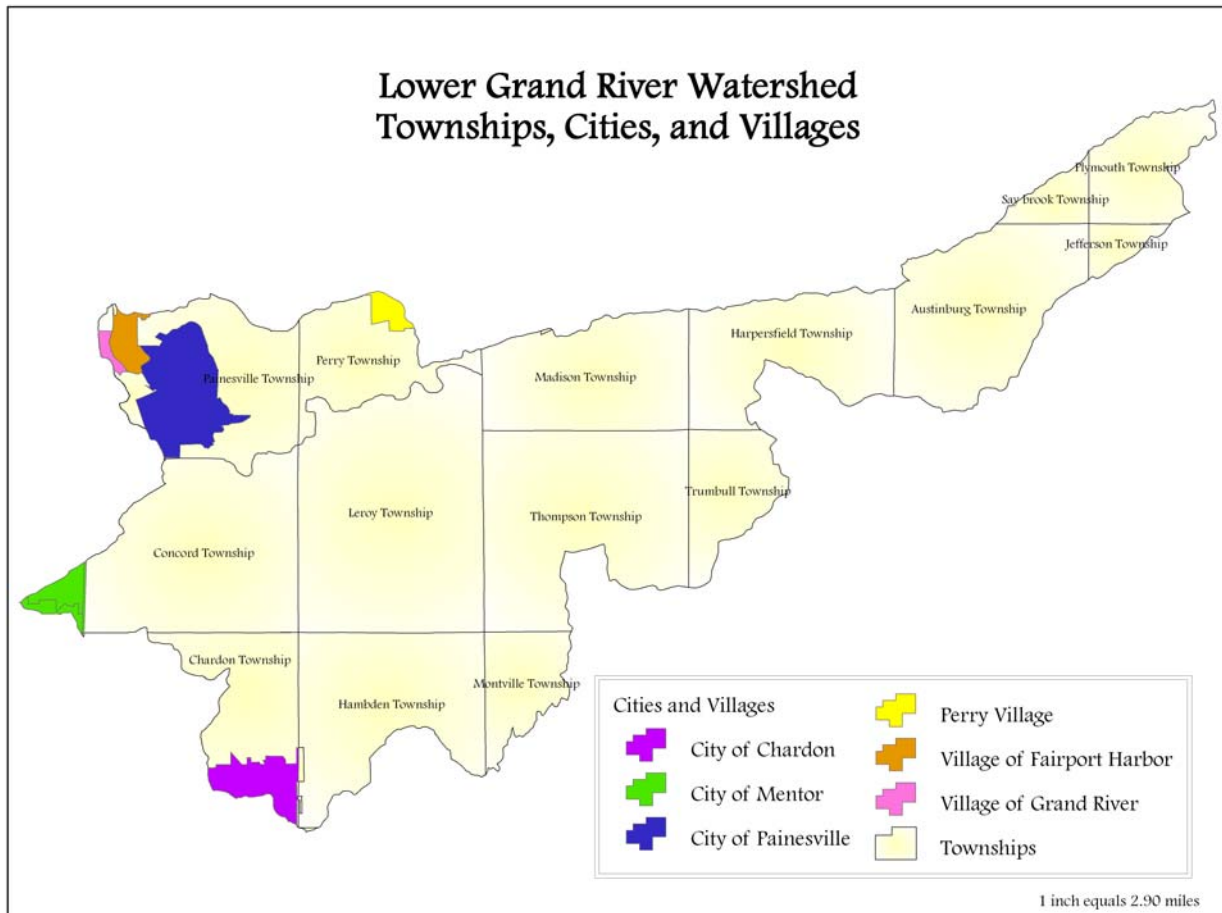 Lower Grand River Watershed
Townships, Cities, and Villages
Plymouth Township
Say brook Township
Jefferson Township
Austinburg Township
Harpersfield Township
Perry Township
Painesville Township
Madison Township
Trumbull Township
Leroy Township
Thompson Township
Concord Township
Chardon Township
Montville Township
Hambden Township
Cities and Villages
City of Chardon
City of Mentor
City of Painesville
Perry Village
Village of Fairport Harbor
Village of Grand River
Townships
1 inch equals 2.90 miles